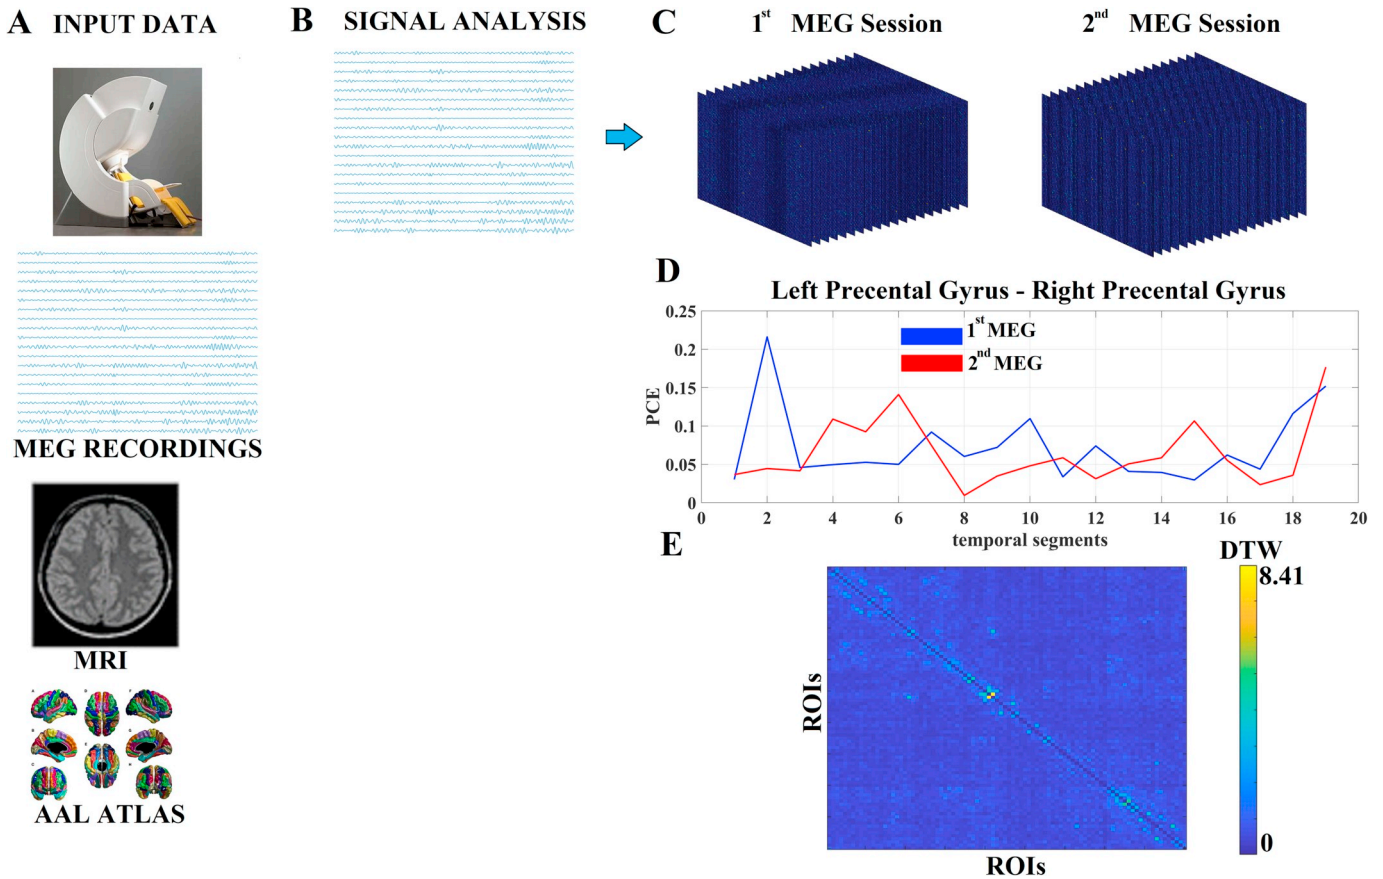 A INPUT DATA
MEG RECORDINGS
MRI
AAL ATLAS
B SIGNAL ANALYSIS
C 1st MEG Session
2nd MEG Session
D
Left Precental Gyrus - Right Precental Gyrus
0.25
0.2
0.15
0.1
0.05
0
PCE
1st MEG
2nd MEG
0 2 4 6 8 10 12 14 16 18 20
temporal segments
E
DTW
8.41
0
ROIs
ROIs